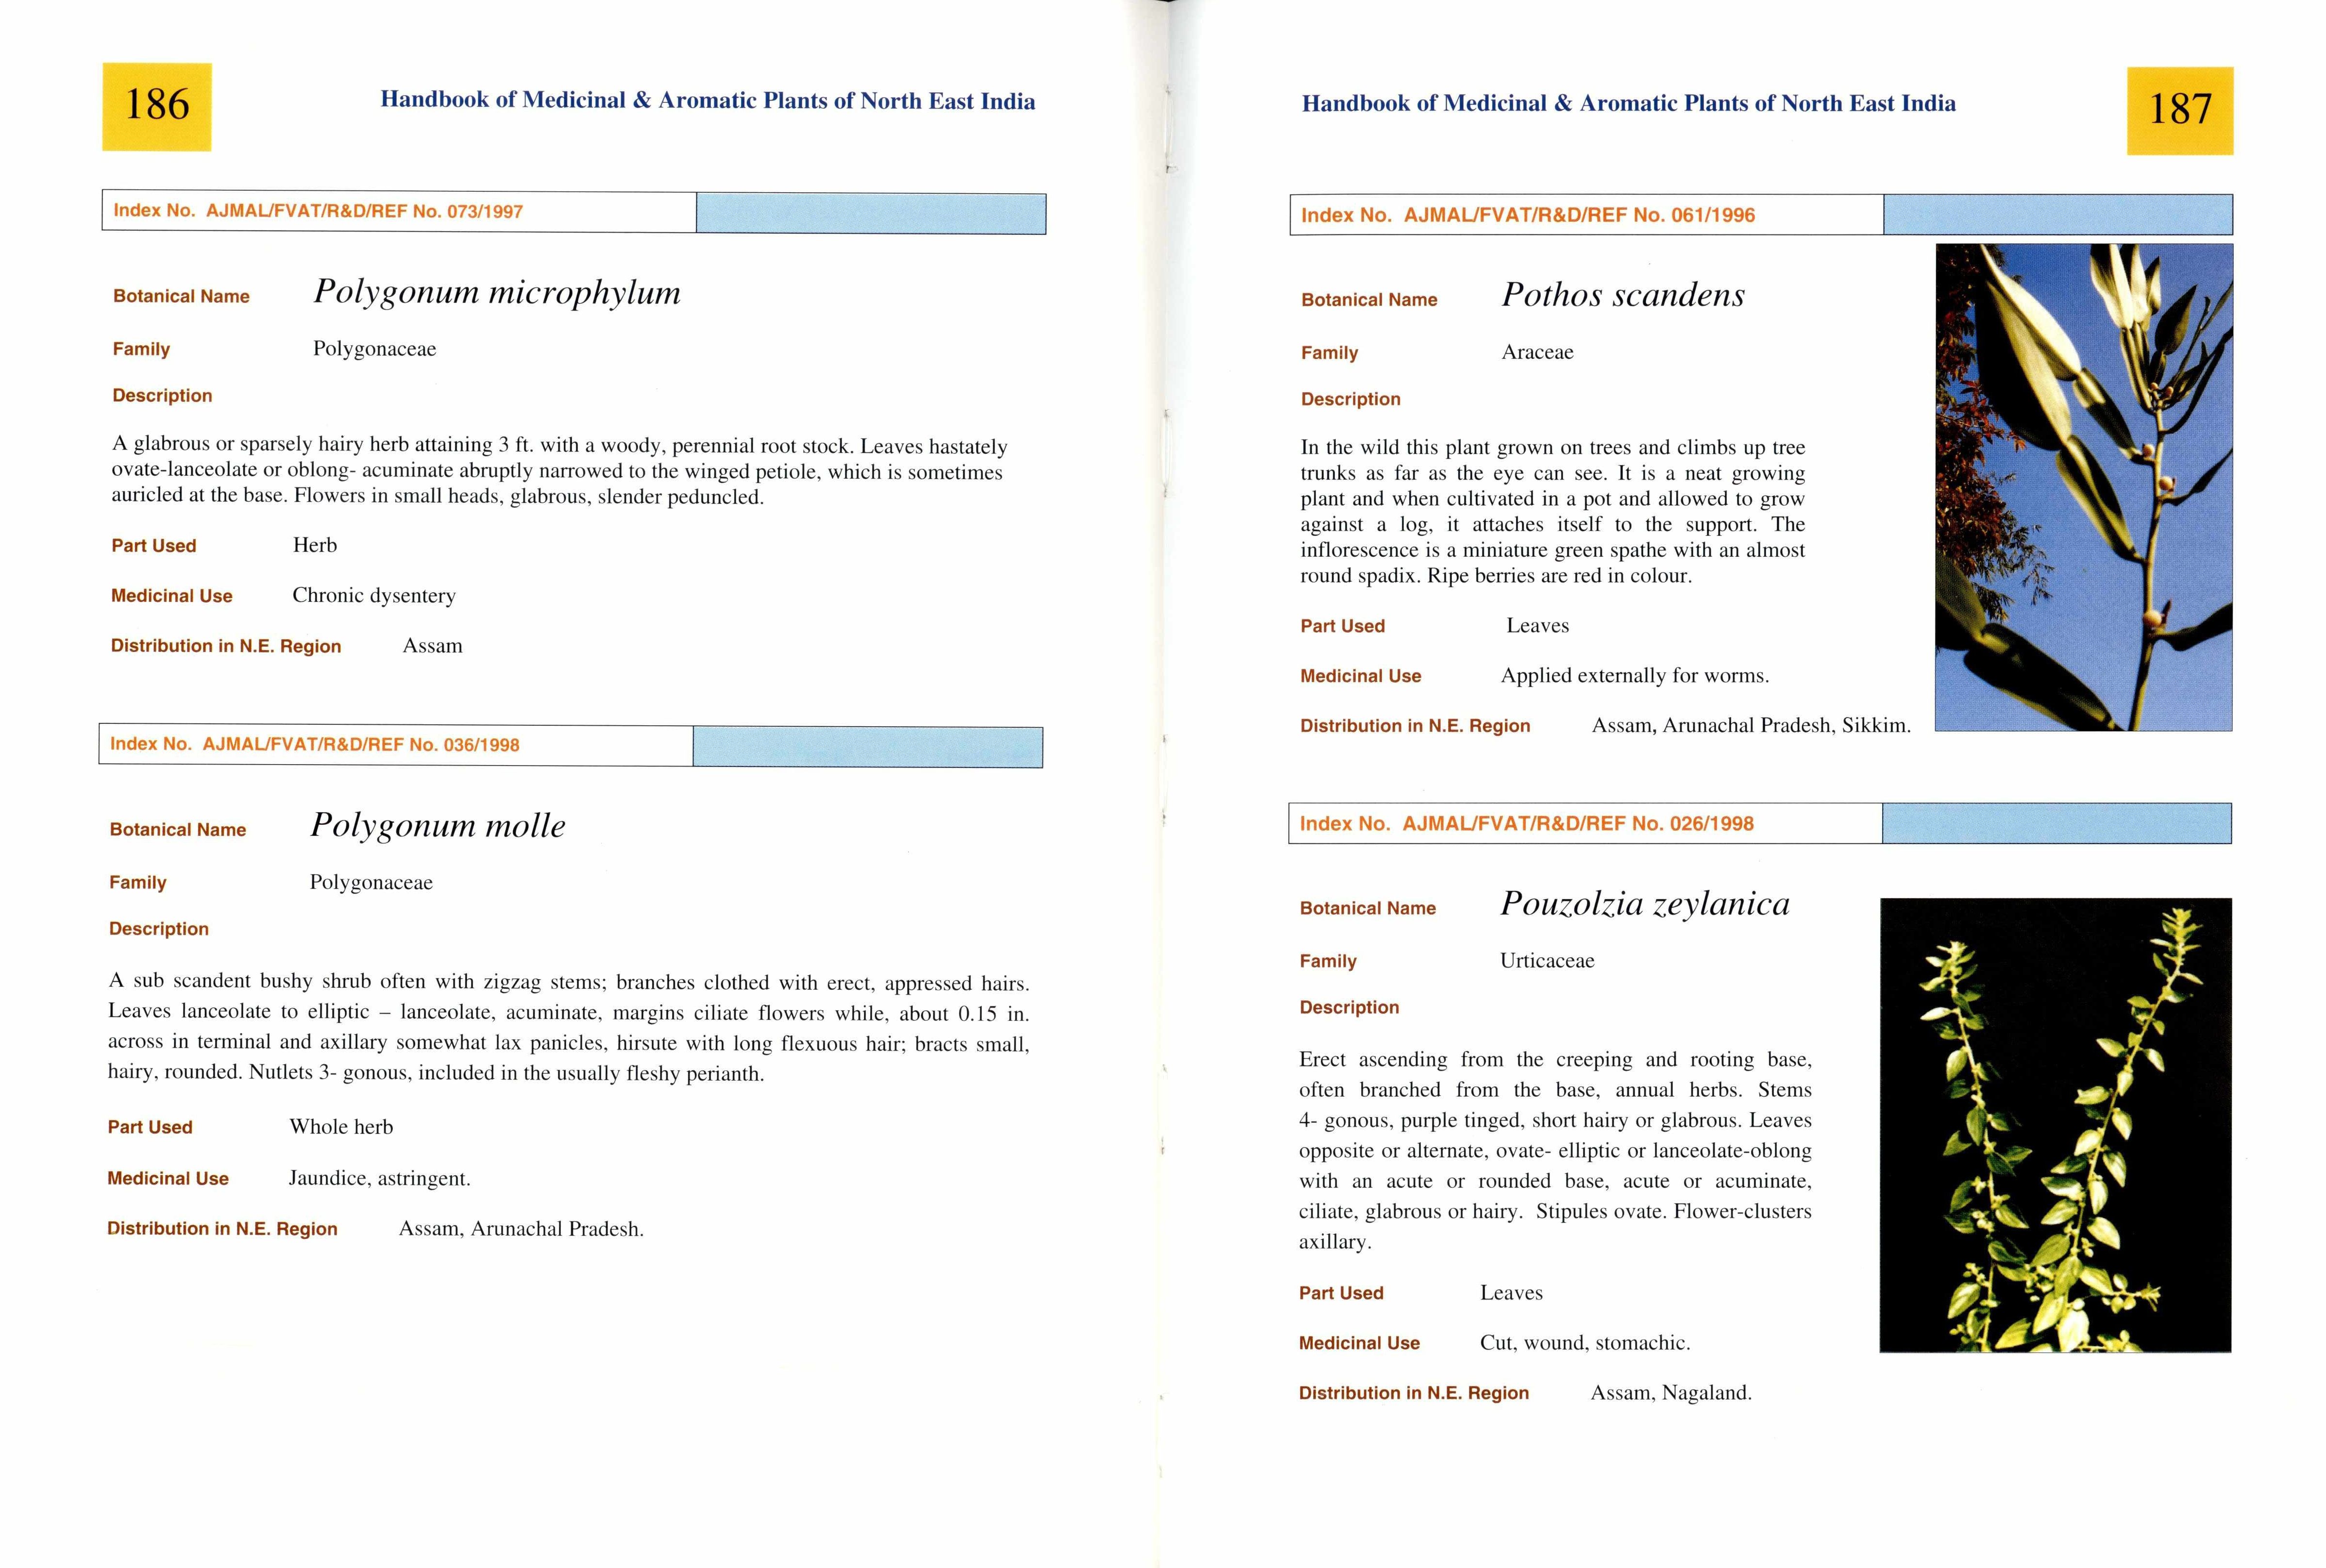 186
Handbook of Medicinal & Aromatic Plants of North East India
Index No. AJMAL/FVAT/R&D/REF No. 073/1997
Botanical Name Polygonum microphylum
Family Polygonaceae
Description
A glabrous or sparsely hairy herb attaining 3 ft. with a woody, perennial root stock. Leaves hastately
ovate-lanceolate or oblong- acuminate abruptly narrowed to the winged petiole, which is sometimes
auricled at the base. Flowers in small heads, glabrous, slender peduncled.
Part Used Herb
Medicinal Use Chronic dysentery
Distribution in N.E. Region Assam
Index No. AJMAL/FVAT/R&D/REF No. 036/1998
Botanical Name Polygonum molle
Family Polygonaceae
Description
A sub scandent bushy shrub often with zigzag stems; branches clothed with erect, appressed hairs.
Leaves lanceolate to elliptic – lanceolate, acuminate, margins ciliate flowers while, about 0.15 in.
across in terminal and axillary somewhat lax panicles, hirsute with long flexuous hair; bracts small,
hairy, rounded. Nutlets 3- gonous, included in the usually fleshy perianth.
Part Used Whole herb
Medicinal Use Jaundice, astringent.
Distribution in N.E. Region Assam, Arunachal Pradesh.
Handbook of Medicinal & Aromatic Plants of North East India
187
Index No. AJMAL/FVAT/R&D/REF No. 061/1996
Botanical Name Pothos scandens
Family Araceae
Description
In the wild this plant grown on trees and climbs up tree
trunks as far as the eye can see. It is a neat growing
plant and when cultivated in a pot and allowed to grow
against a log, it attaches itself to the support. The
inflorescence is a miniature green spathe with an almost
round spadix. Ripe berries are red in colour.
Part Used Leaves
Medicinal Use Applied externally for worms.
Distribution in N.E. Region Assam, Arunachal Pradesh, Sikkim.
Index No. AJMAL/FVAT/R&D/REF No. 026/1998
Botanical Name Pouzolzia zeylanica
Family Urticaceae
Description
Erect ascending from the creeping and rooting base,
often branched from the base, annual herbs. Stems
4- gonous, purple tinged, short hairy or glabrous. Leaves
opposite or alternate, ovate- elliptic or lanceolate-oblong
with an acute or rounded base, acute or acuminate,
ciliate, glabrous or hairy. Stipules ovate. Flower-clusters
axillary.
Part Used Leaves
Medicinal Use Cut, wound, stomachic.
Distribution in N.E. Region Assam, Nagaland.